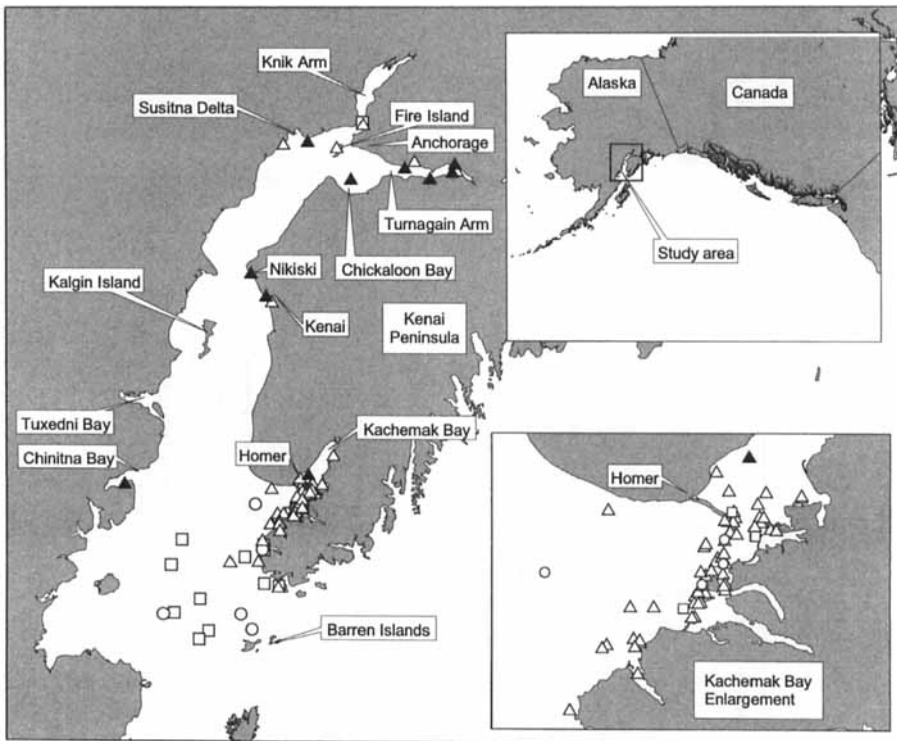 Knik Arm
Susitna Delta
Fire Island
Anchorage
Turnagain Arm
Chickaloon Bay
Nikiski
Kalgin Island
Kenai
Kenai
Peninsula
Tuxedni Bay
Kachemak Bay
Chinitna Bay
Homer
Barren Islands
Alaska
Canada
Study area
Homer
Kachemak Bay
Enlargement